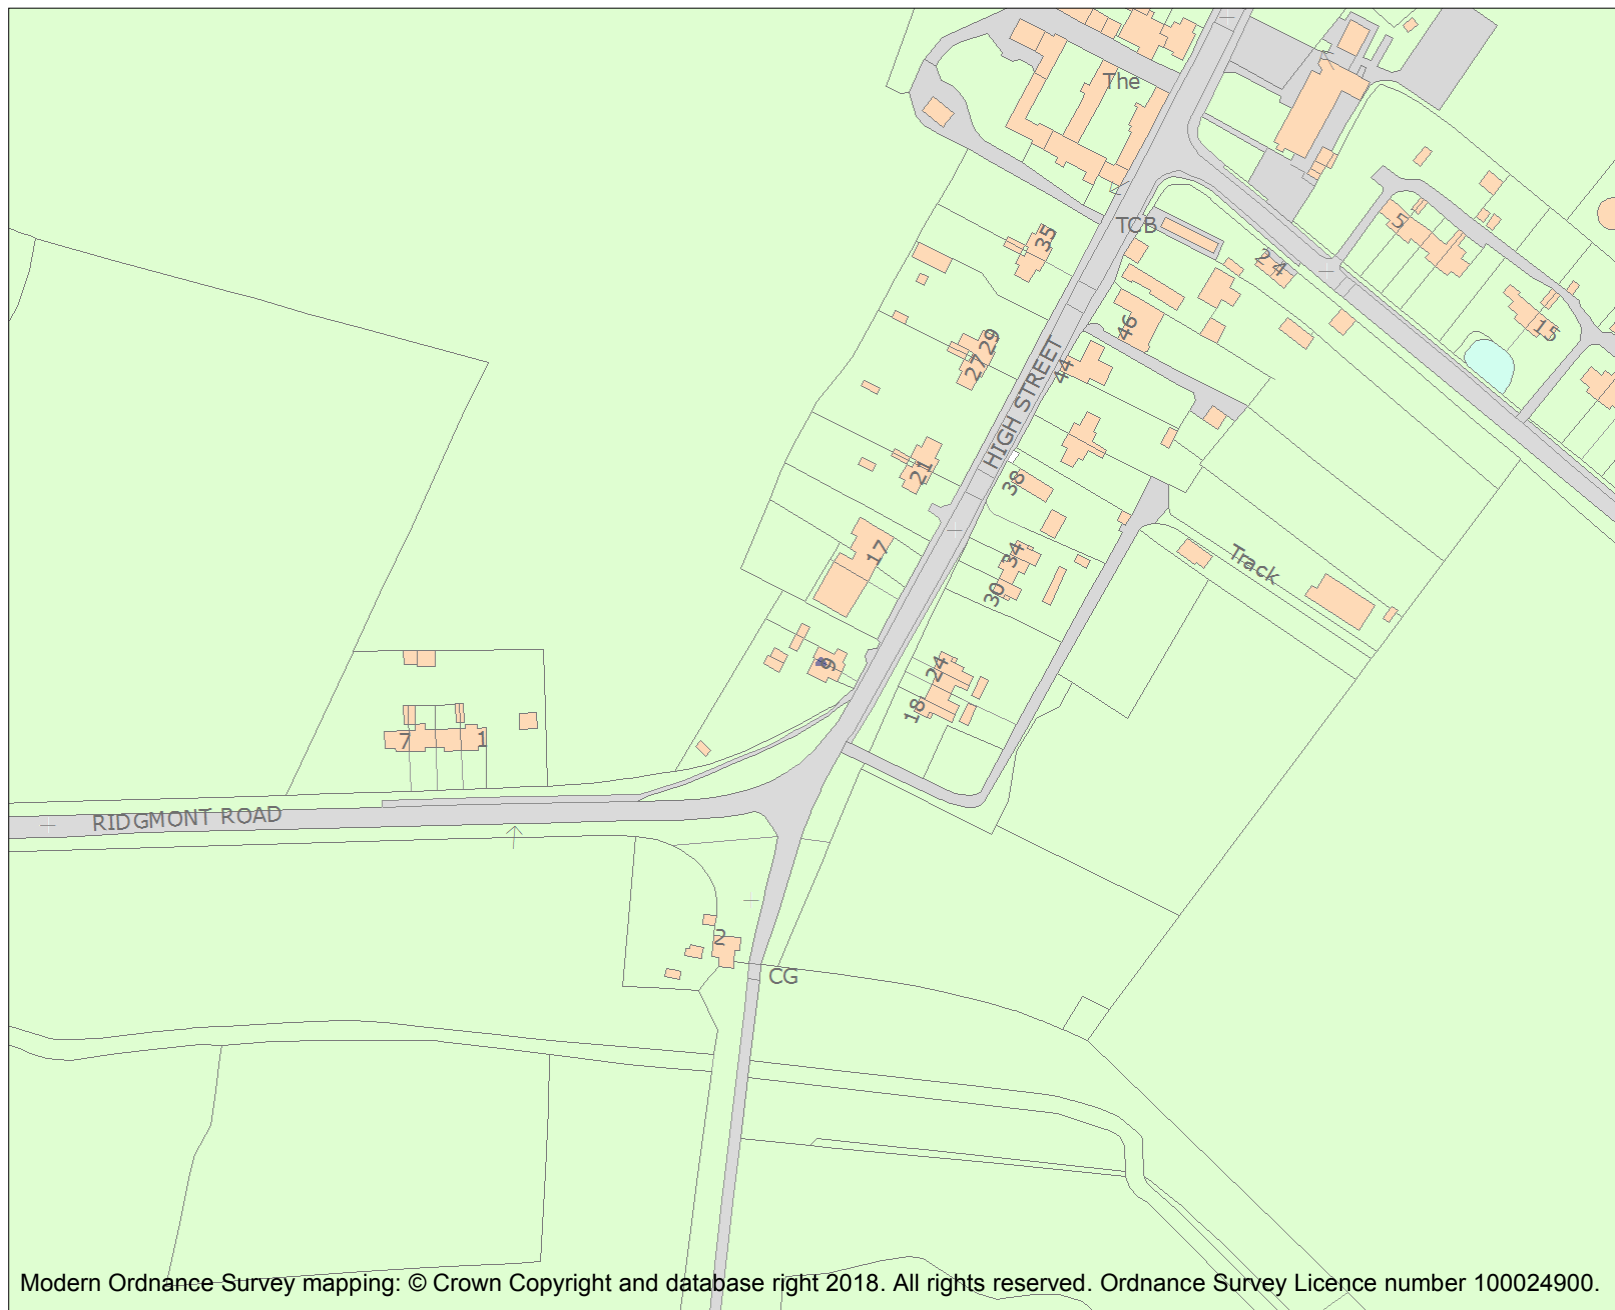 The
TCB
35
5
2 4
15
29
27
46
44
HIGH STREET
21
38
17
34
30
Track
9
24
18
7
1
RIDGMONT ROAD
2
CG
Modern Ordnance Survey mapping: © Crown Copyright and database right 2018. All rights reserved. Ordnance Survey Licence number 100024900.